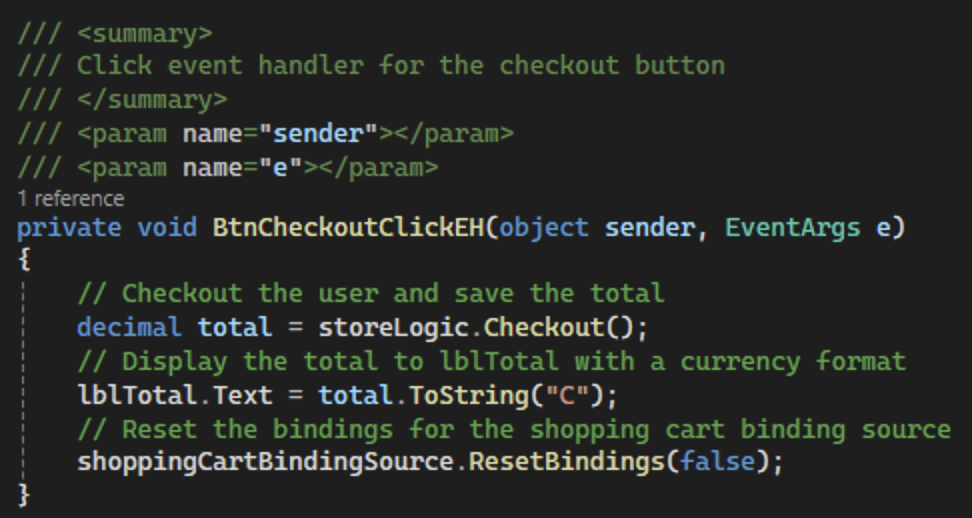 /// <summary>
/// Click event handler for the checkout button
/// </summary>
/// <param name="sender"></param>
/// <param name="e"></param>
1 reference
private void BtnCheckoutClickEH(object sender, EventArgs e)
{
    // Checkout the user and save the total
    decimal total = storeLogic.Checkout();
    // Display the total to lblTotal with a currency format
    lblTotal.Text = total.ToString("C");
    // Reset the bindings for the shopping cart binding source
    shoppingCartBindingSource.ResetBindings(false);
}